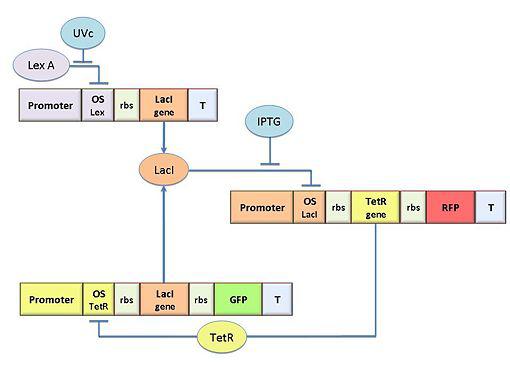 UVc
Lex A
Promoter
OS
Lex
rbs
LacI
gene
T
IPTG
LacI
Promoter
OS
LacI
rbs
TetR
gene
rbs
RFP
T
Promoter
OS
TetR
rbs
LacI
gene
rbs
GFP
T
TetR